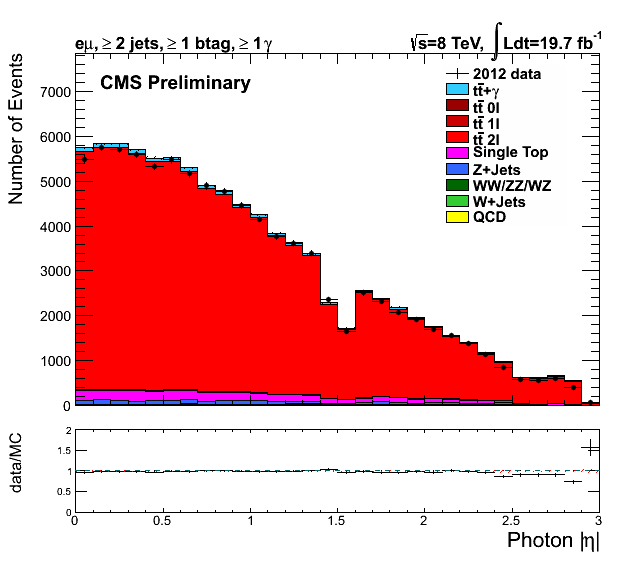 eμ, ≥ 2 jets, ≥ 1 btag, ≥ 1γ
√s=8 TeV, ∫Ldt=19.7 fb⁻¹
CMS Preliminary
2012 data
tt̄+γ
tt̄ 0l
tt̄ 1l
tt̄ 2l
Single Top
Z+Jets
WW/ZZ/WZ
W+Jets
QCD
Number of Events
7000
6000
5000
4000
3000
2000
1000
0
data/MC
2
1.5
1
0.5
0
0 0.5 1 1.5 2 2.5 3
Photon |η|